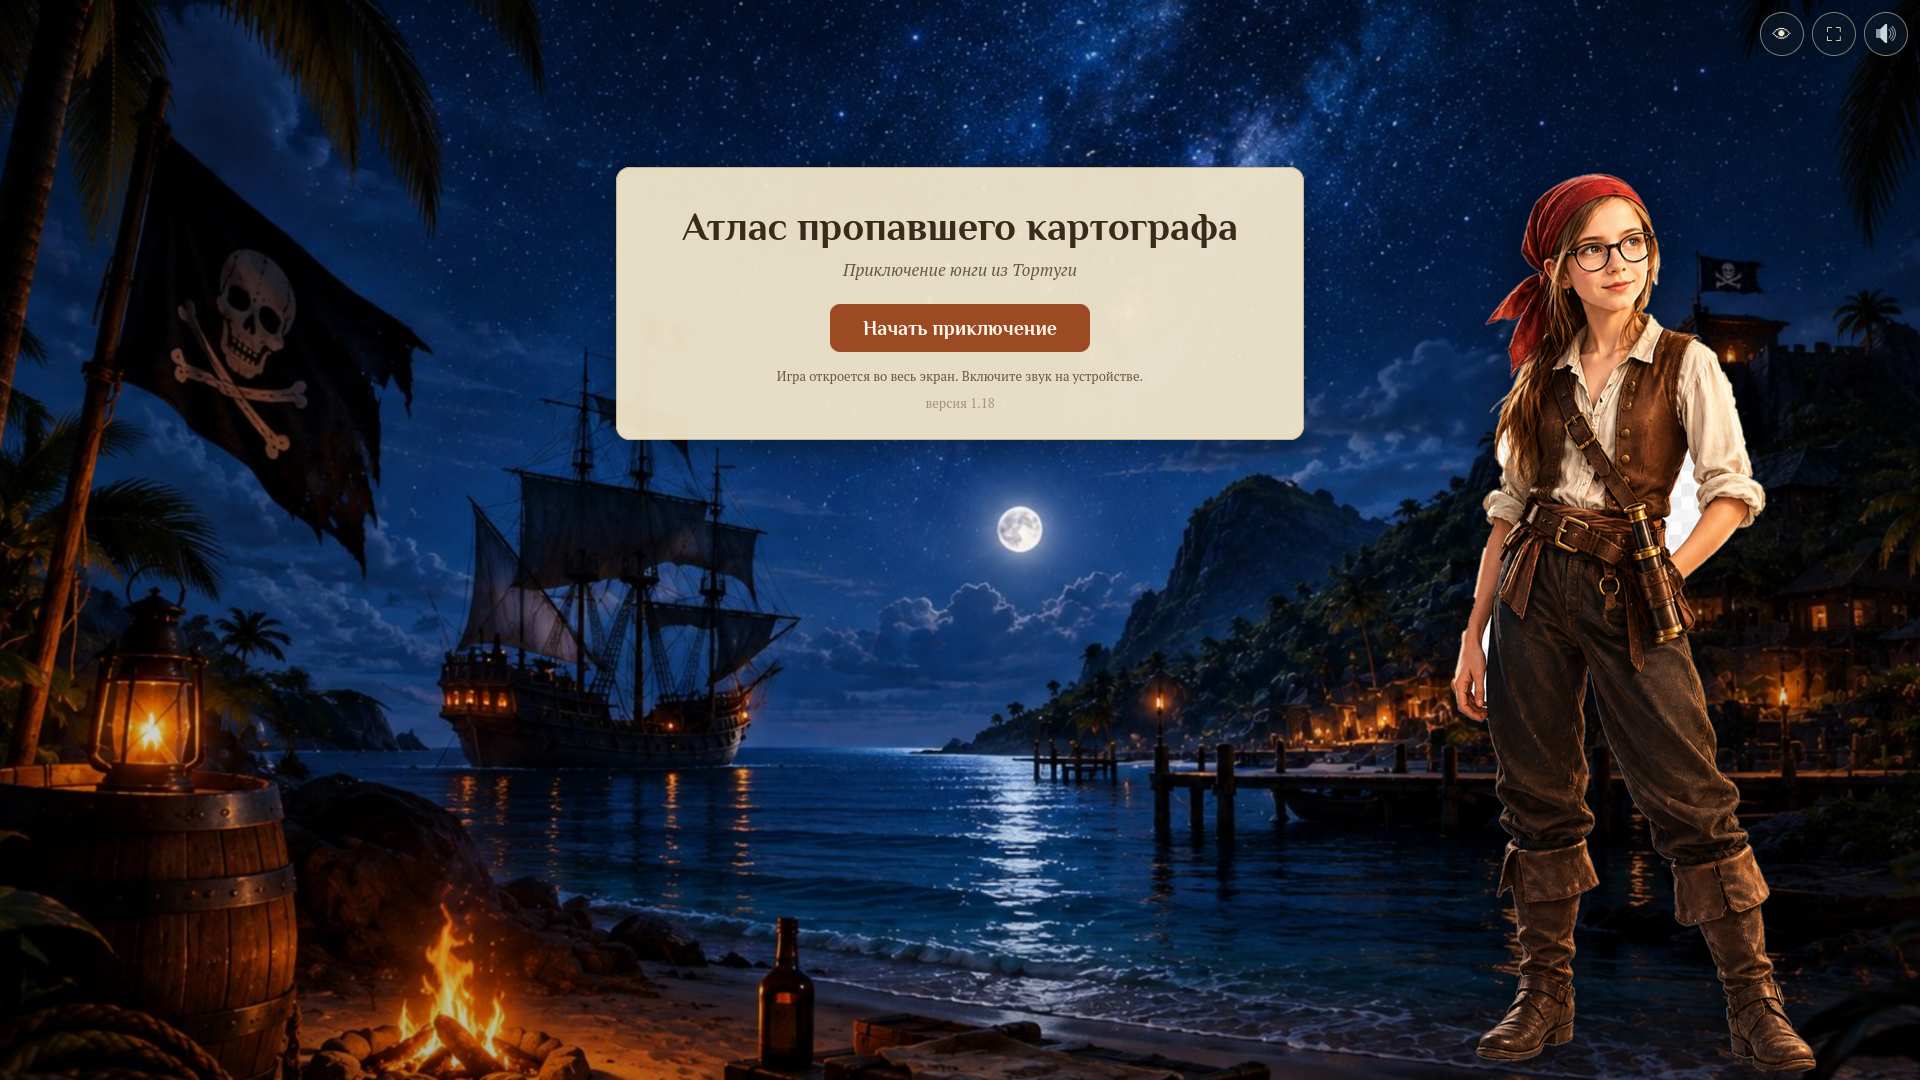 Атлас пропавшего картографа
Приключение юнги из Тортуги
Начать приключение
Игра откроется во весь экран. Включите звук на устройстве.
версия 1.18